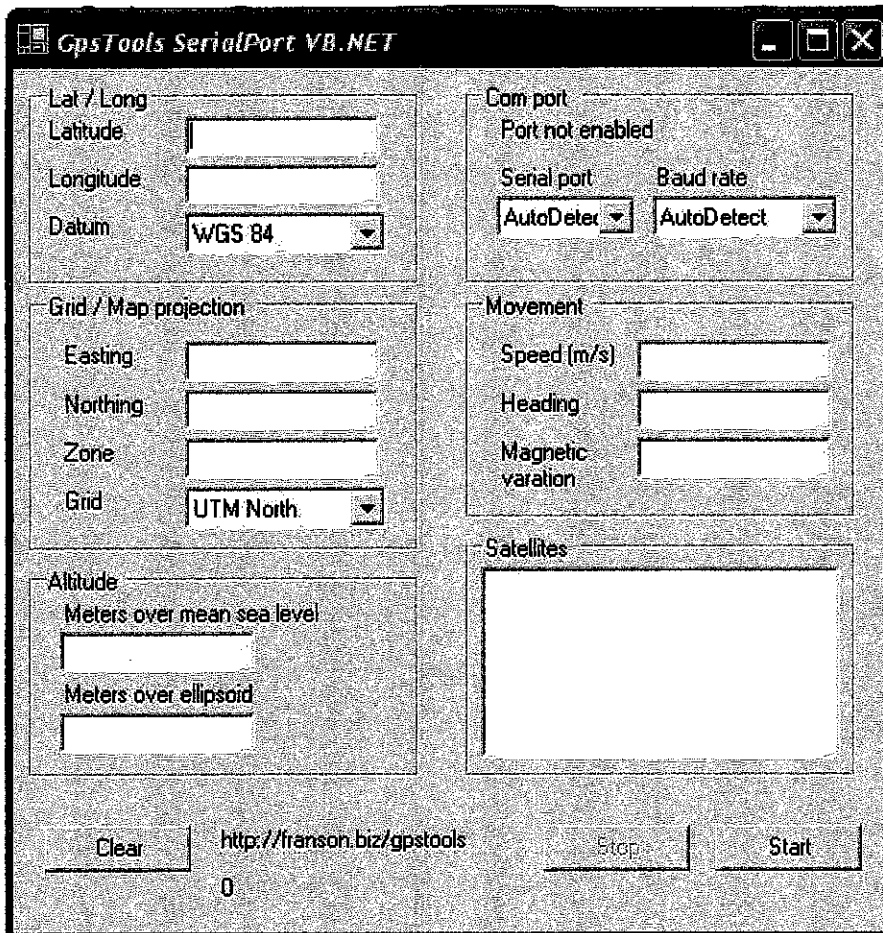 GpsTools SerialPort VB.NET
Lat / Long
Latitude
Longitude
Datum
WGS 84
Com port
Port not enabled
Serial port Baud rate
AutoDetec AutoDetect
Grid / Map projection
Easting
Northing
Zone
Grid
UTM North
Movement
Speed (m/s)
Heading
Magnetic
varation
Altitude
Meters over mean sea level
Meters over ellipsoid
Satellites
Clear
http://franson.biz/gpstools
0
Stop
Start